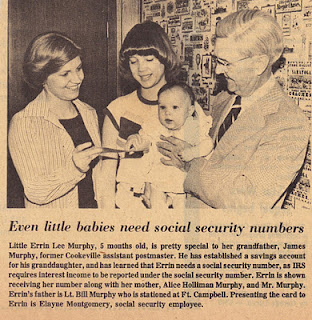 Even little babies need social security numbers
Little Errin Lee Murphy, 5 months old, is pretty special to her grandfather, James
Murphy, former Cookeville assistant postmaster. He has established a savings account
for his granddaughter, and has learned that Errin needs a social security number, as IRS
requires interest income to be reported under the social security number. Errin is shown
receiving her number along with her mother, Alice Holliman Murphy, and Mr. Murphy.
Errin's father is Lt. Bill Murphy who is stationed at Ft. Campbell. Presenting the card to
Errin is Elayne Montgomery, social security employee.